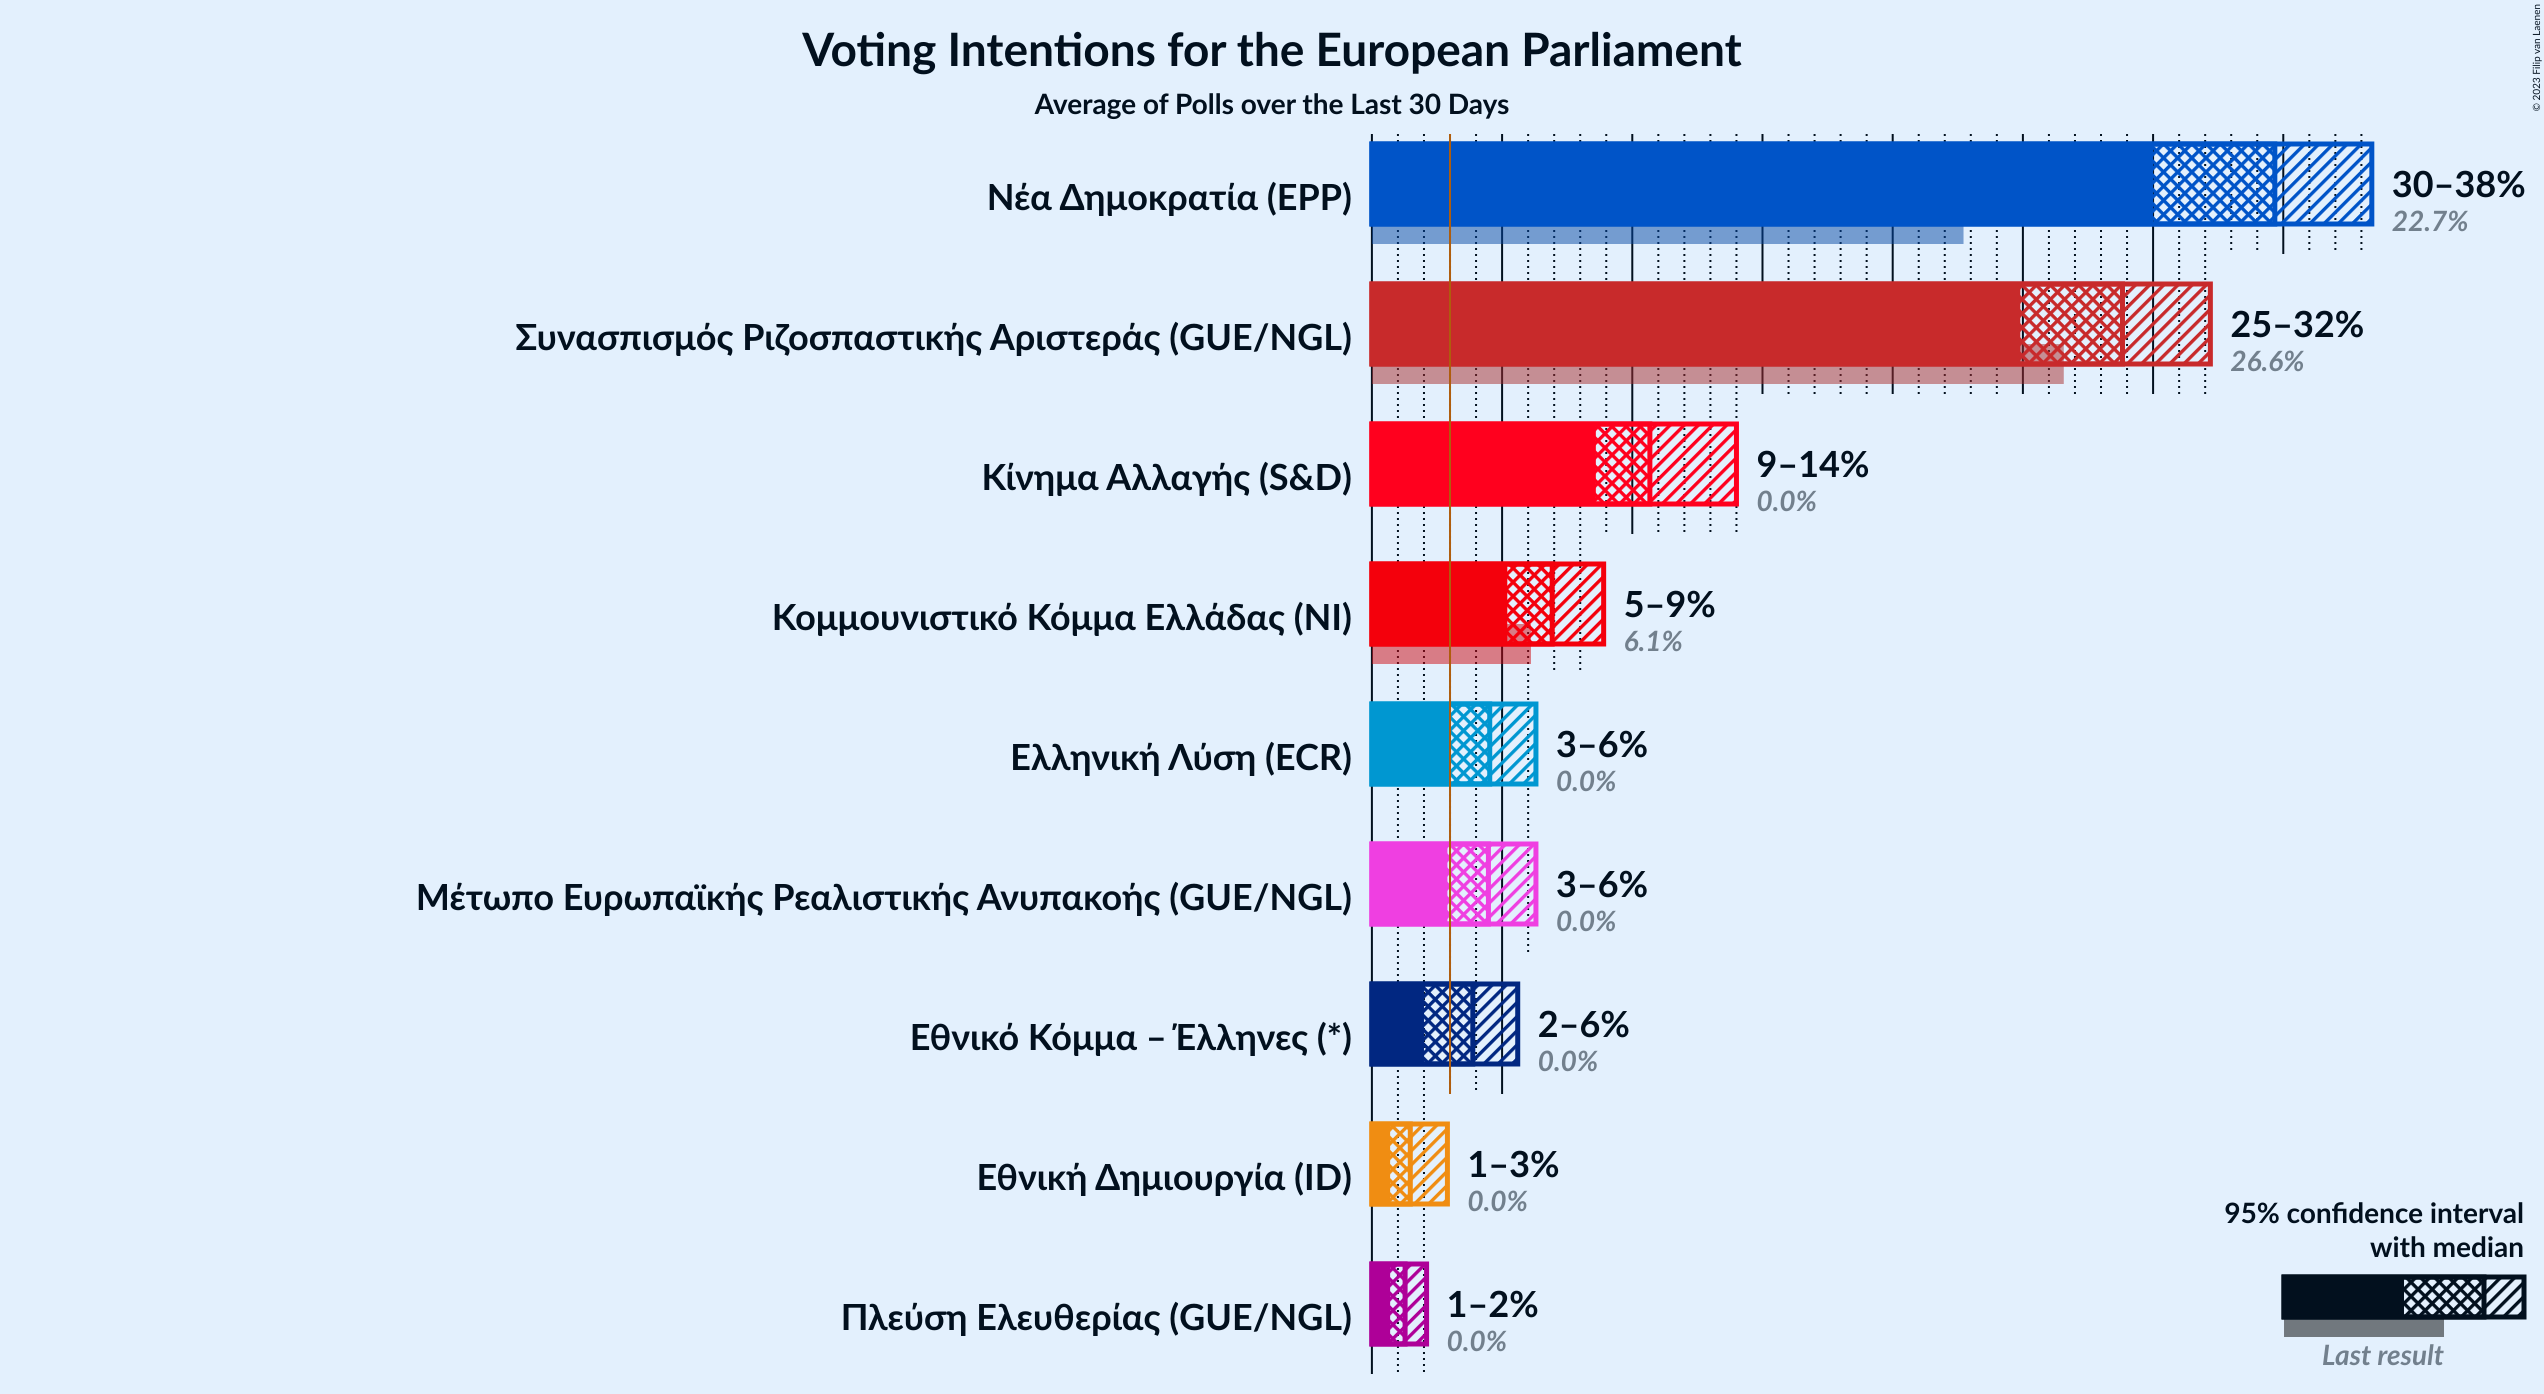 Voting Intentions for the European Parliament
Average of Polls over the Last 30 Days
© 2023 Filip van Laenen
Νέα Δημοκρατία (EPP)
30–38%
22.7%
Συνασπισμός Ριζοσπαστικής Αριστεράς (GUE/NGL)
25–32%
26.6%
Κίνημα Αλλαγής (S&D)
9–14%
0.0%
Κομμουνιστικό Κόμμα Ελλάδας (NI)
5–9%
6.1%
Ελληνική Λύση (ECR)
3–6%
0.0%
Μέτωπο Ευρωπαϊκής Ρεαλιστικής Ανυπακοής (GUE/NGL)
3–6%
0.0%
Εθνικό Κόμμα – Έλληνες (*)
2–6%
0.0%
Εθνική Δημιουργία (ID)
1–3%
0.0%
Πλεύση Ελευθερίας (GUE/NGL)
1–2%
0.0%
95% confidence interval
with median
Last result